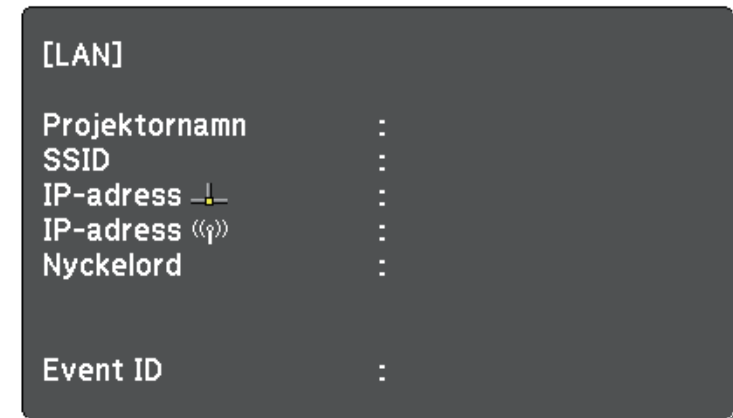 [LAN]
Projektornamn :
SSID :
IP-adress :
IP-adress :
Nyckelord :
Event ID :